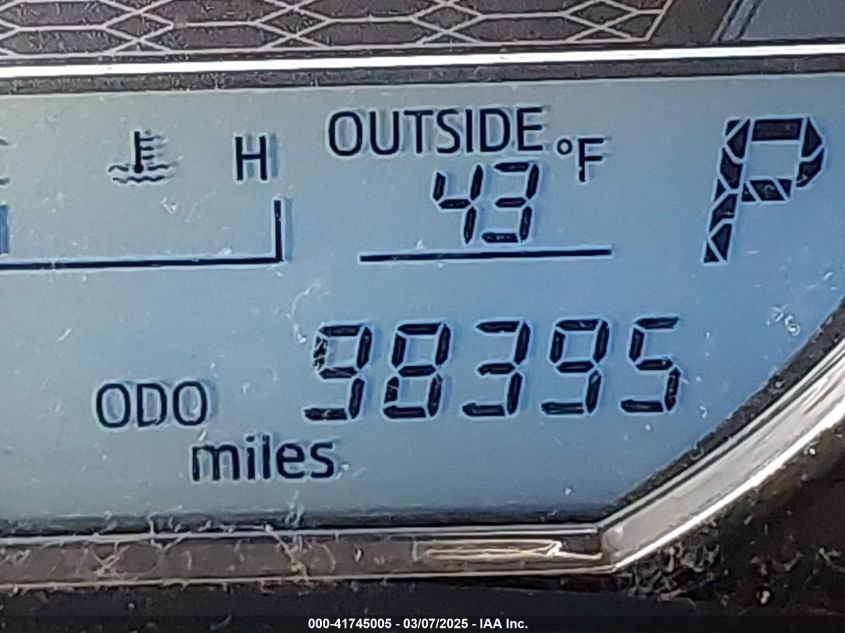 OUTSIDE
H
°F
43
P
98395
ODO
miles
000-41745005 - 03/07/2025 - IAA Inc.